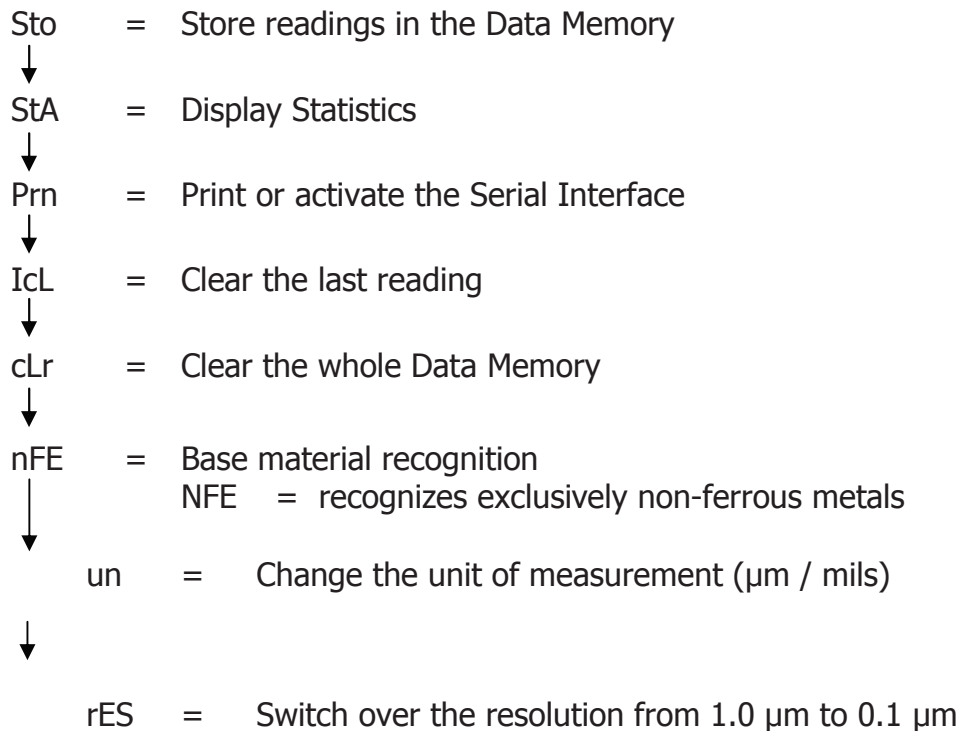 Sto = Store readings in the Data Memory
StA = Display Statistics
Prn = Print or activate the Serial Interface
IcL = Clear the last reading
cLr = Clear the whole Data Memory
nFE = Base material recognition
NFE = recognizes exclusively non-ferrous metals
un = Change the unit of measurement (µm / mils)
rES = Switch over the resolution from 1.0 µm to 0.1 µm